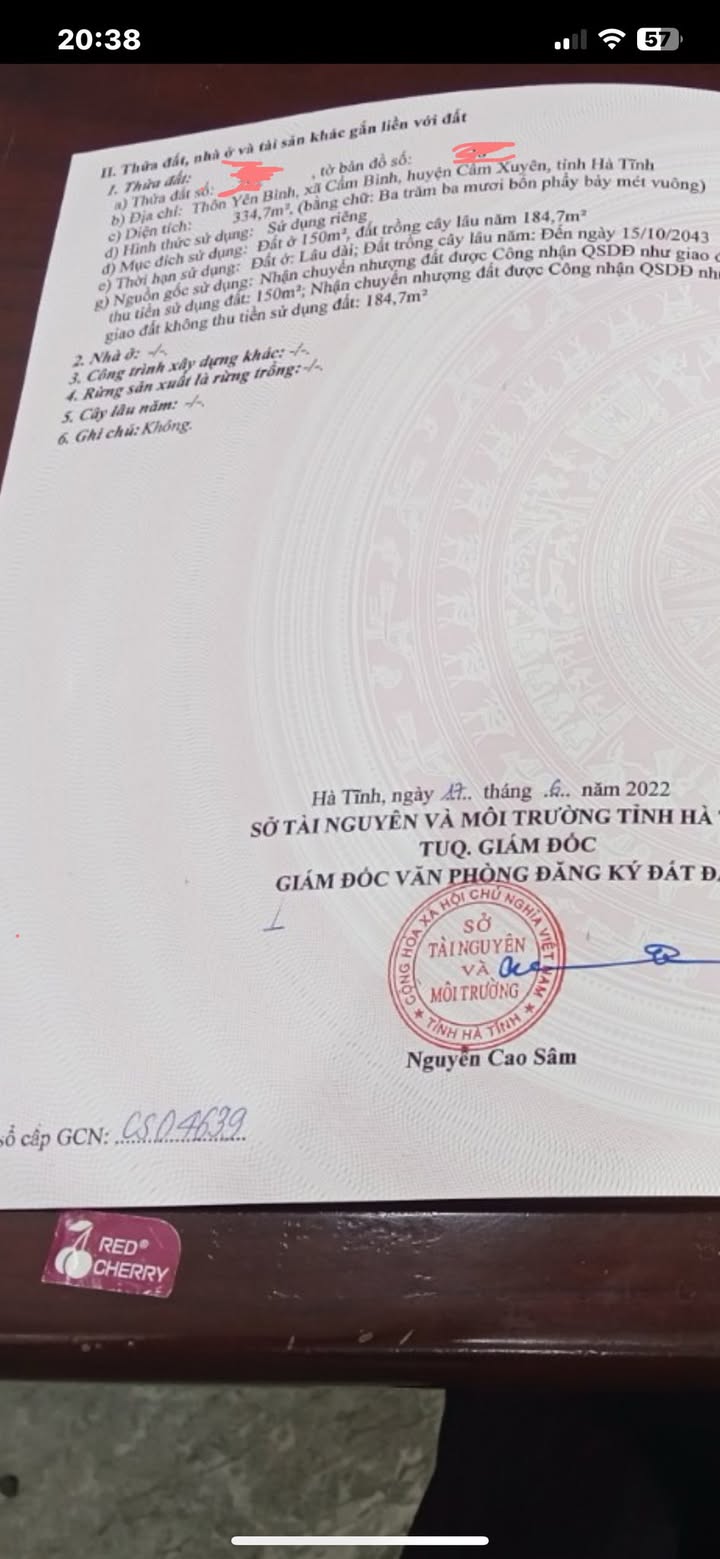 20:38
57
II. Thửa đất, nhà ở và tài sản khác gắn liền với đất
1. Thửa đất:
a) Thửa đất số: , tờ bản đồ số:
b) Địa chỉ: Thôn Yên Bình, xã Cẩm Bình, huyện Cẩm Xuyên, tỉnh Hà Tĩnh
c) Diện tích: 334,7m², (bằng chữ: Ba trăm ba mươi bốn phẩy bảy mét vuông)
d) Hình thức sử dụng: Sử dụng riêng
đ) Mục đích sử dụng: Đất ở 150m², đất trồng cây lâu năm 184,7m²
e) Thời hạn sử dụng: Đất ở: Lâu dài; Đất trồng cây lâu năm: Đến ngày 15/10/2043
g) Nguồn gốc sử dụng: Nhận chuyển nhượng đất được Công nhận QSDĐ như giao
thu tiền sử dụng đất: 150m²; Nhận chuyển nhượng đất được Công nhận QSDĐ
giao đất không thu tiền sử dụng đất: 184,7m²
2. Nhà ở: -/-.
3. Công trình xây dựng khác: -/-.
4. Rừng sản xuất là rừng trồng: -/-.
5. Cây lâu năm: -/-.
6. Ghi chú: Không.
Hà Tĩnh, ngày 17.. tháng .6.. năm 2022
SỞ TÀI NGUYÊN VÀ MÔI TRƯỜNG TỈNH HÀ
TUQ. GIÁM ĐỐC
GIÁM ĐỐC VĂN PHÒNG ĐĂNG KÝ ĐẤT
CỘNG HÒA XÃ HỘI CHỦ NGHĨA VIỆT NAM
SỞ
TÀI NGUYÊN
VÀ
MÔI TRƯỜNG
★ TỈNH HÀ TĨNH ★
Nguyễn Cao Sâm
số cấp GCN: CS04639
RED®
CHERRY